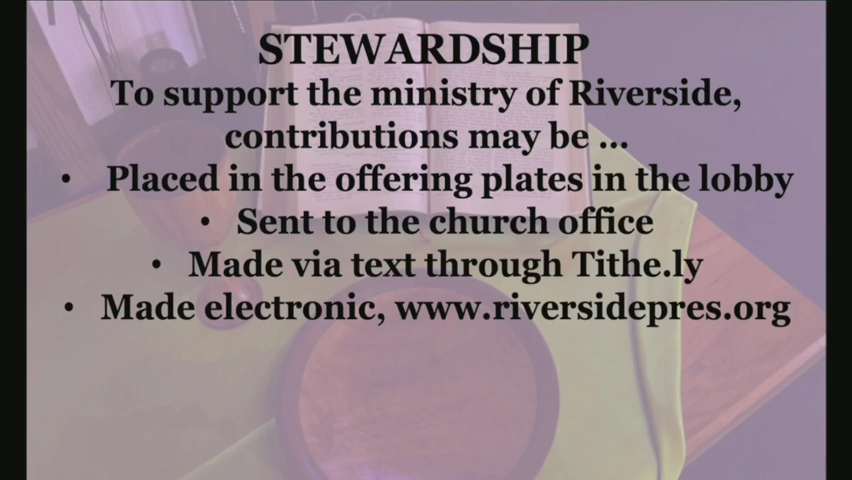 STEWARDSHIP
To support the ministry of Riverside,
contributions may be ...
• Placed in the offering plates in the lobby
• Sent to the church office
• Made via text through Tithe.ly
• Made electronic, www.riversidepres.org